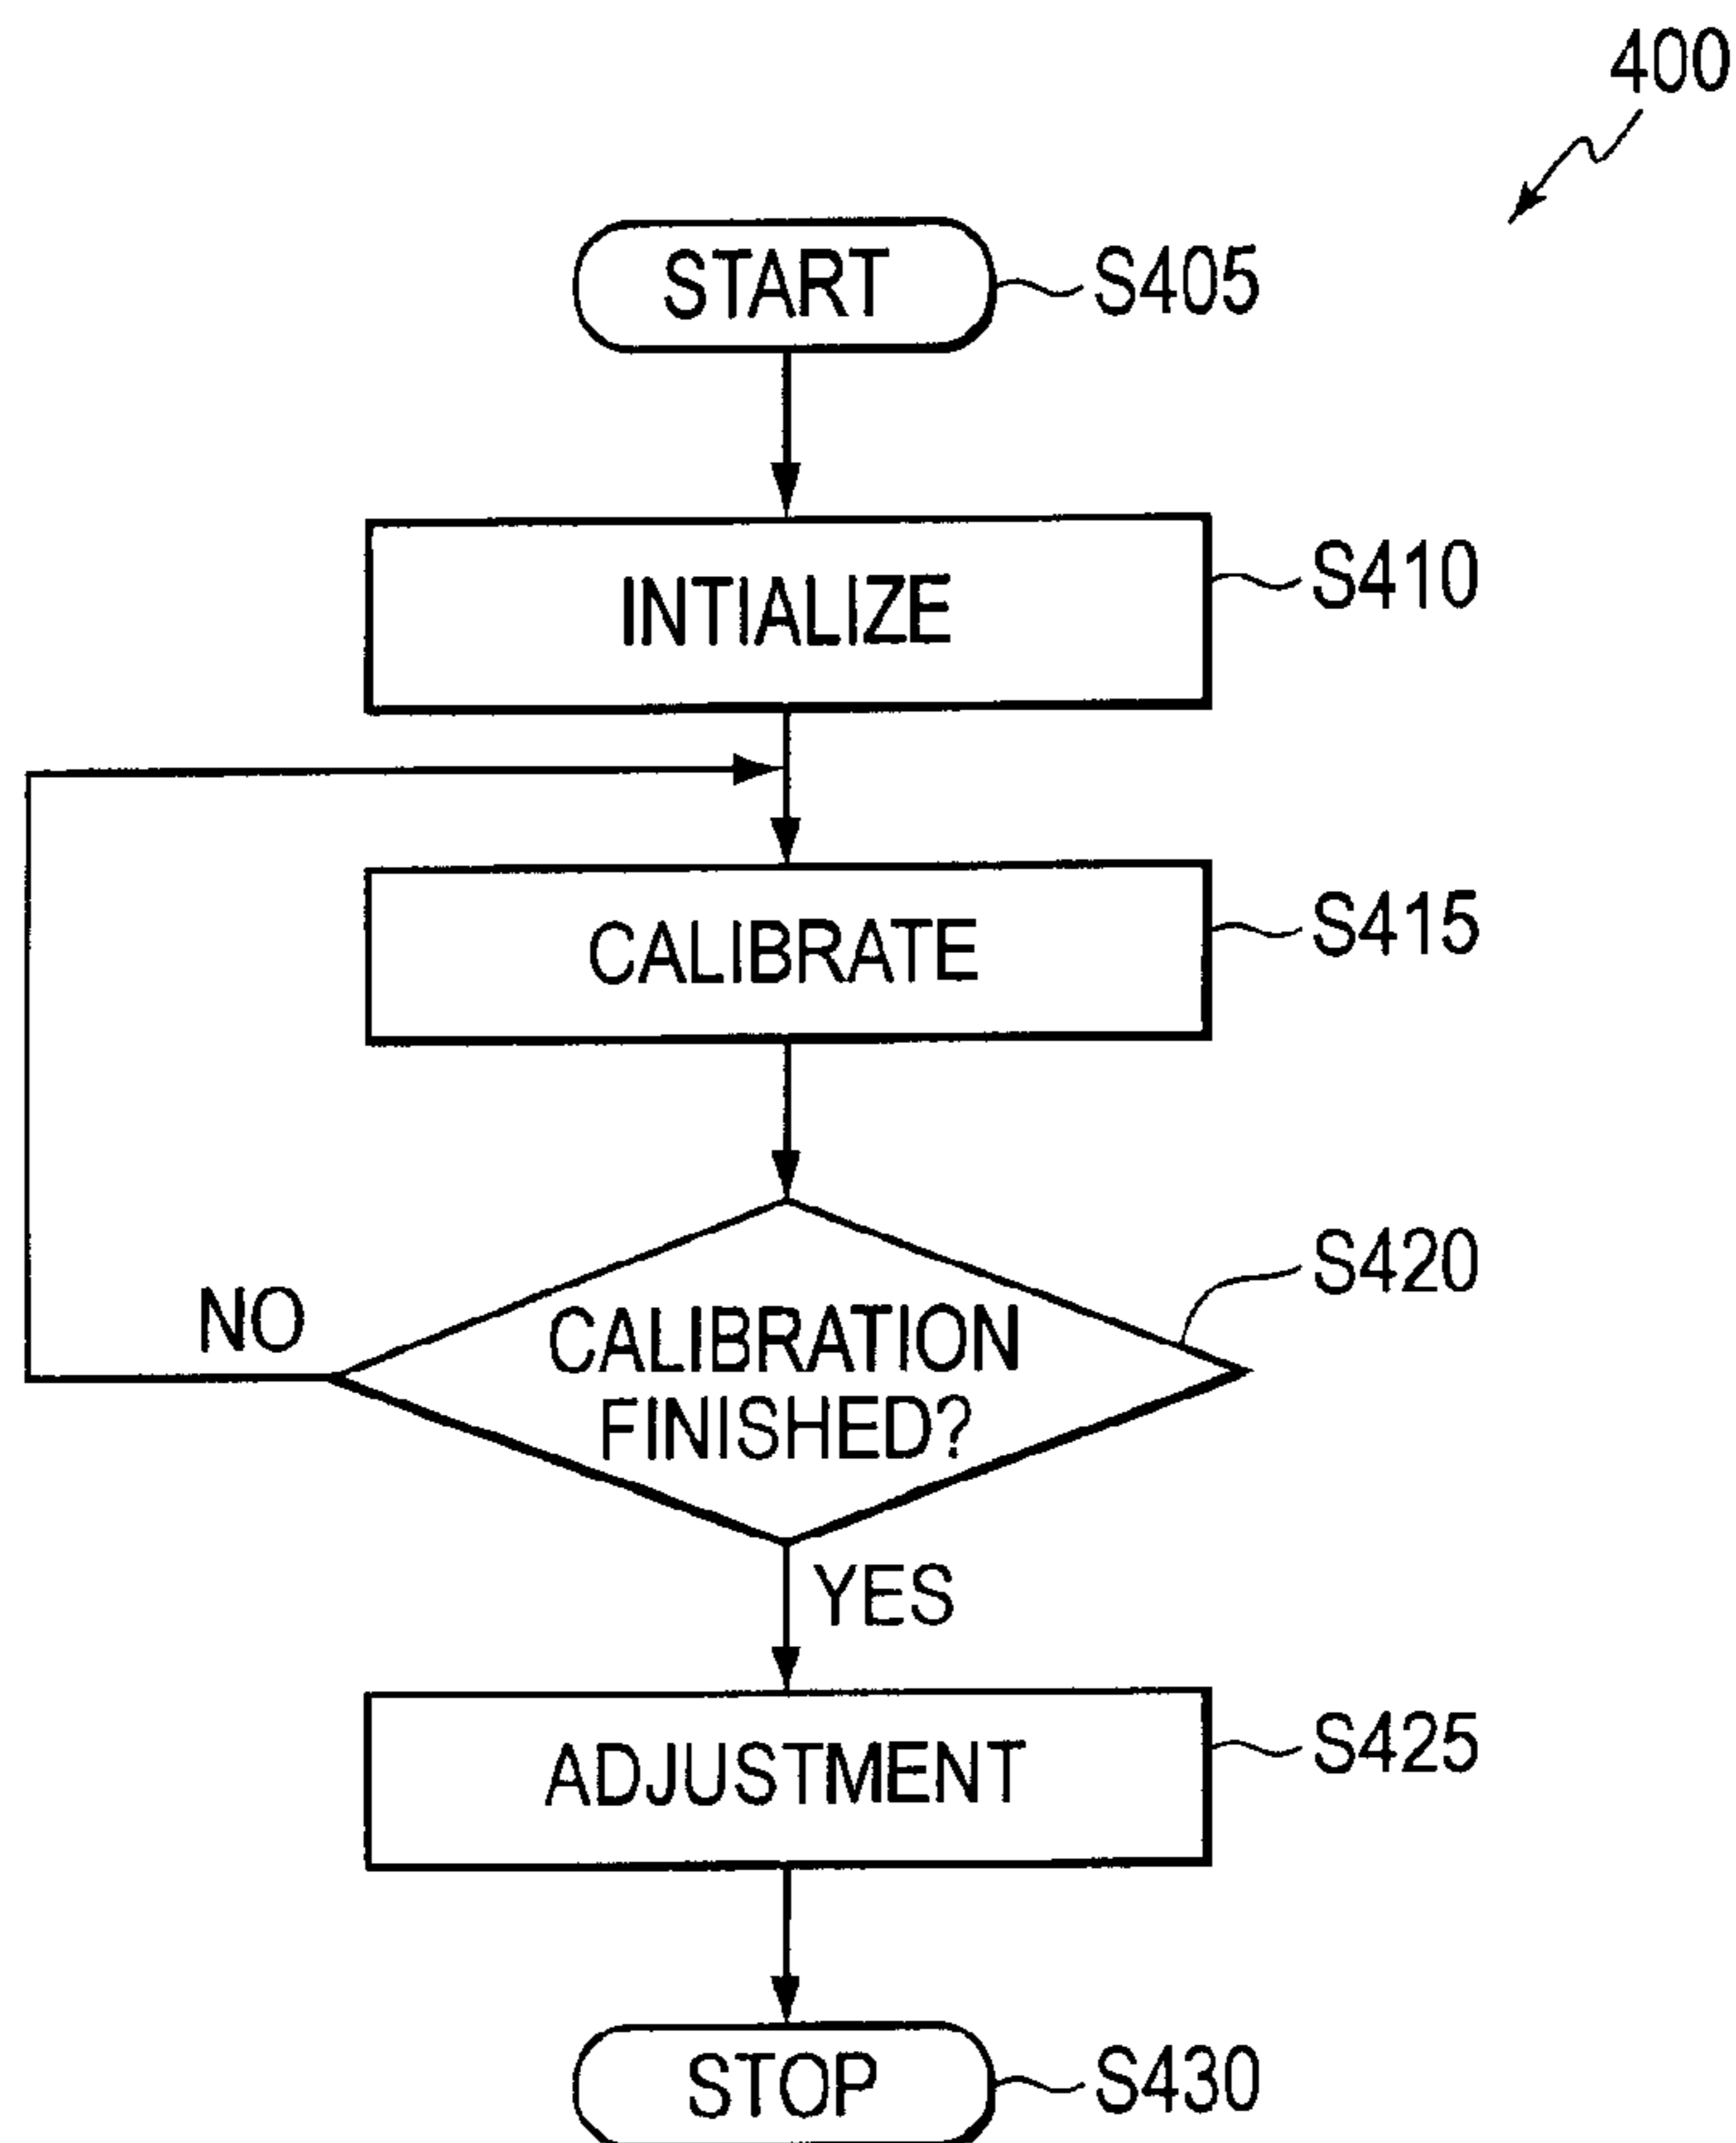 400
START
S405
INTIALIZE
S410
CALIBRATE
S415
S420
NO
CALIBRATION
FINISHED?
YES
ADJUSTMENT
S425
STOP
S430